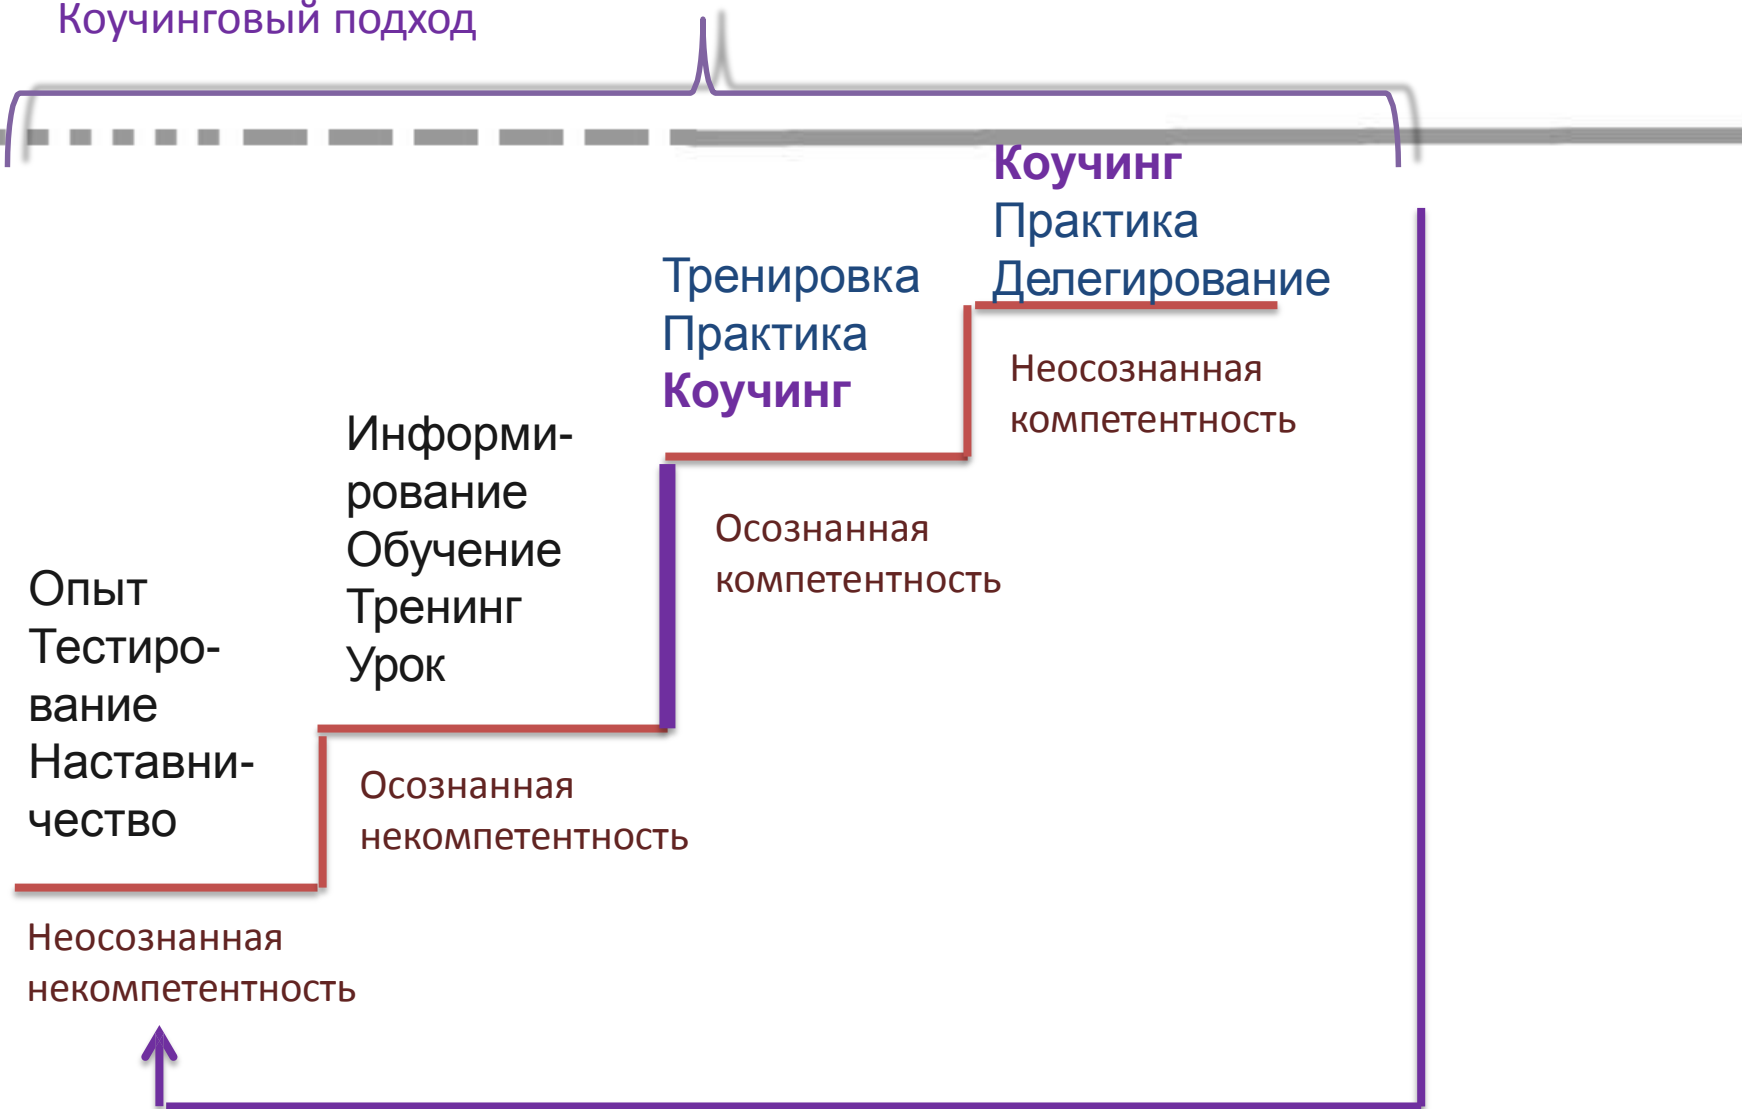 Коучинговый подход
Коучинг
Практика
Делегирование
Тренировка
Практика
Коучинг
Неосознанная
компетентность
Информи-
рование
Обучение
Тренинг
Урок
Осознанная
компетентность
Опыт
Тестиро-
вание
Наставни-
чество
Осознанная
некомпетентность
Неосознанная
некомпетентность